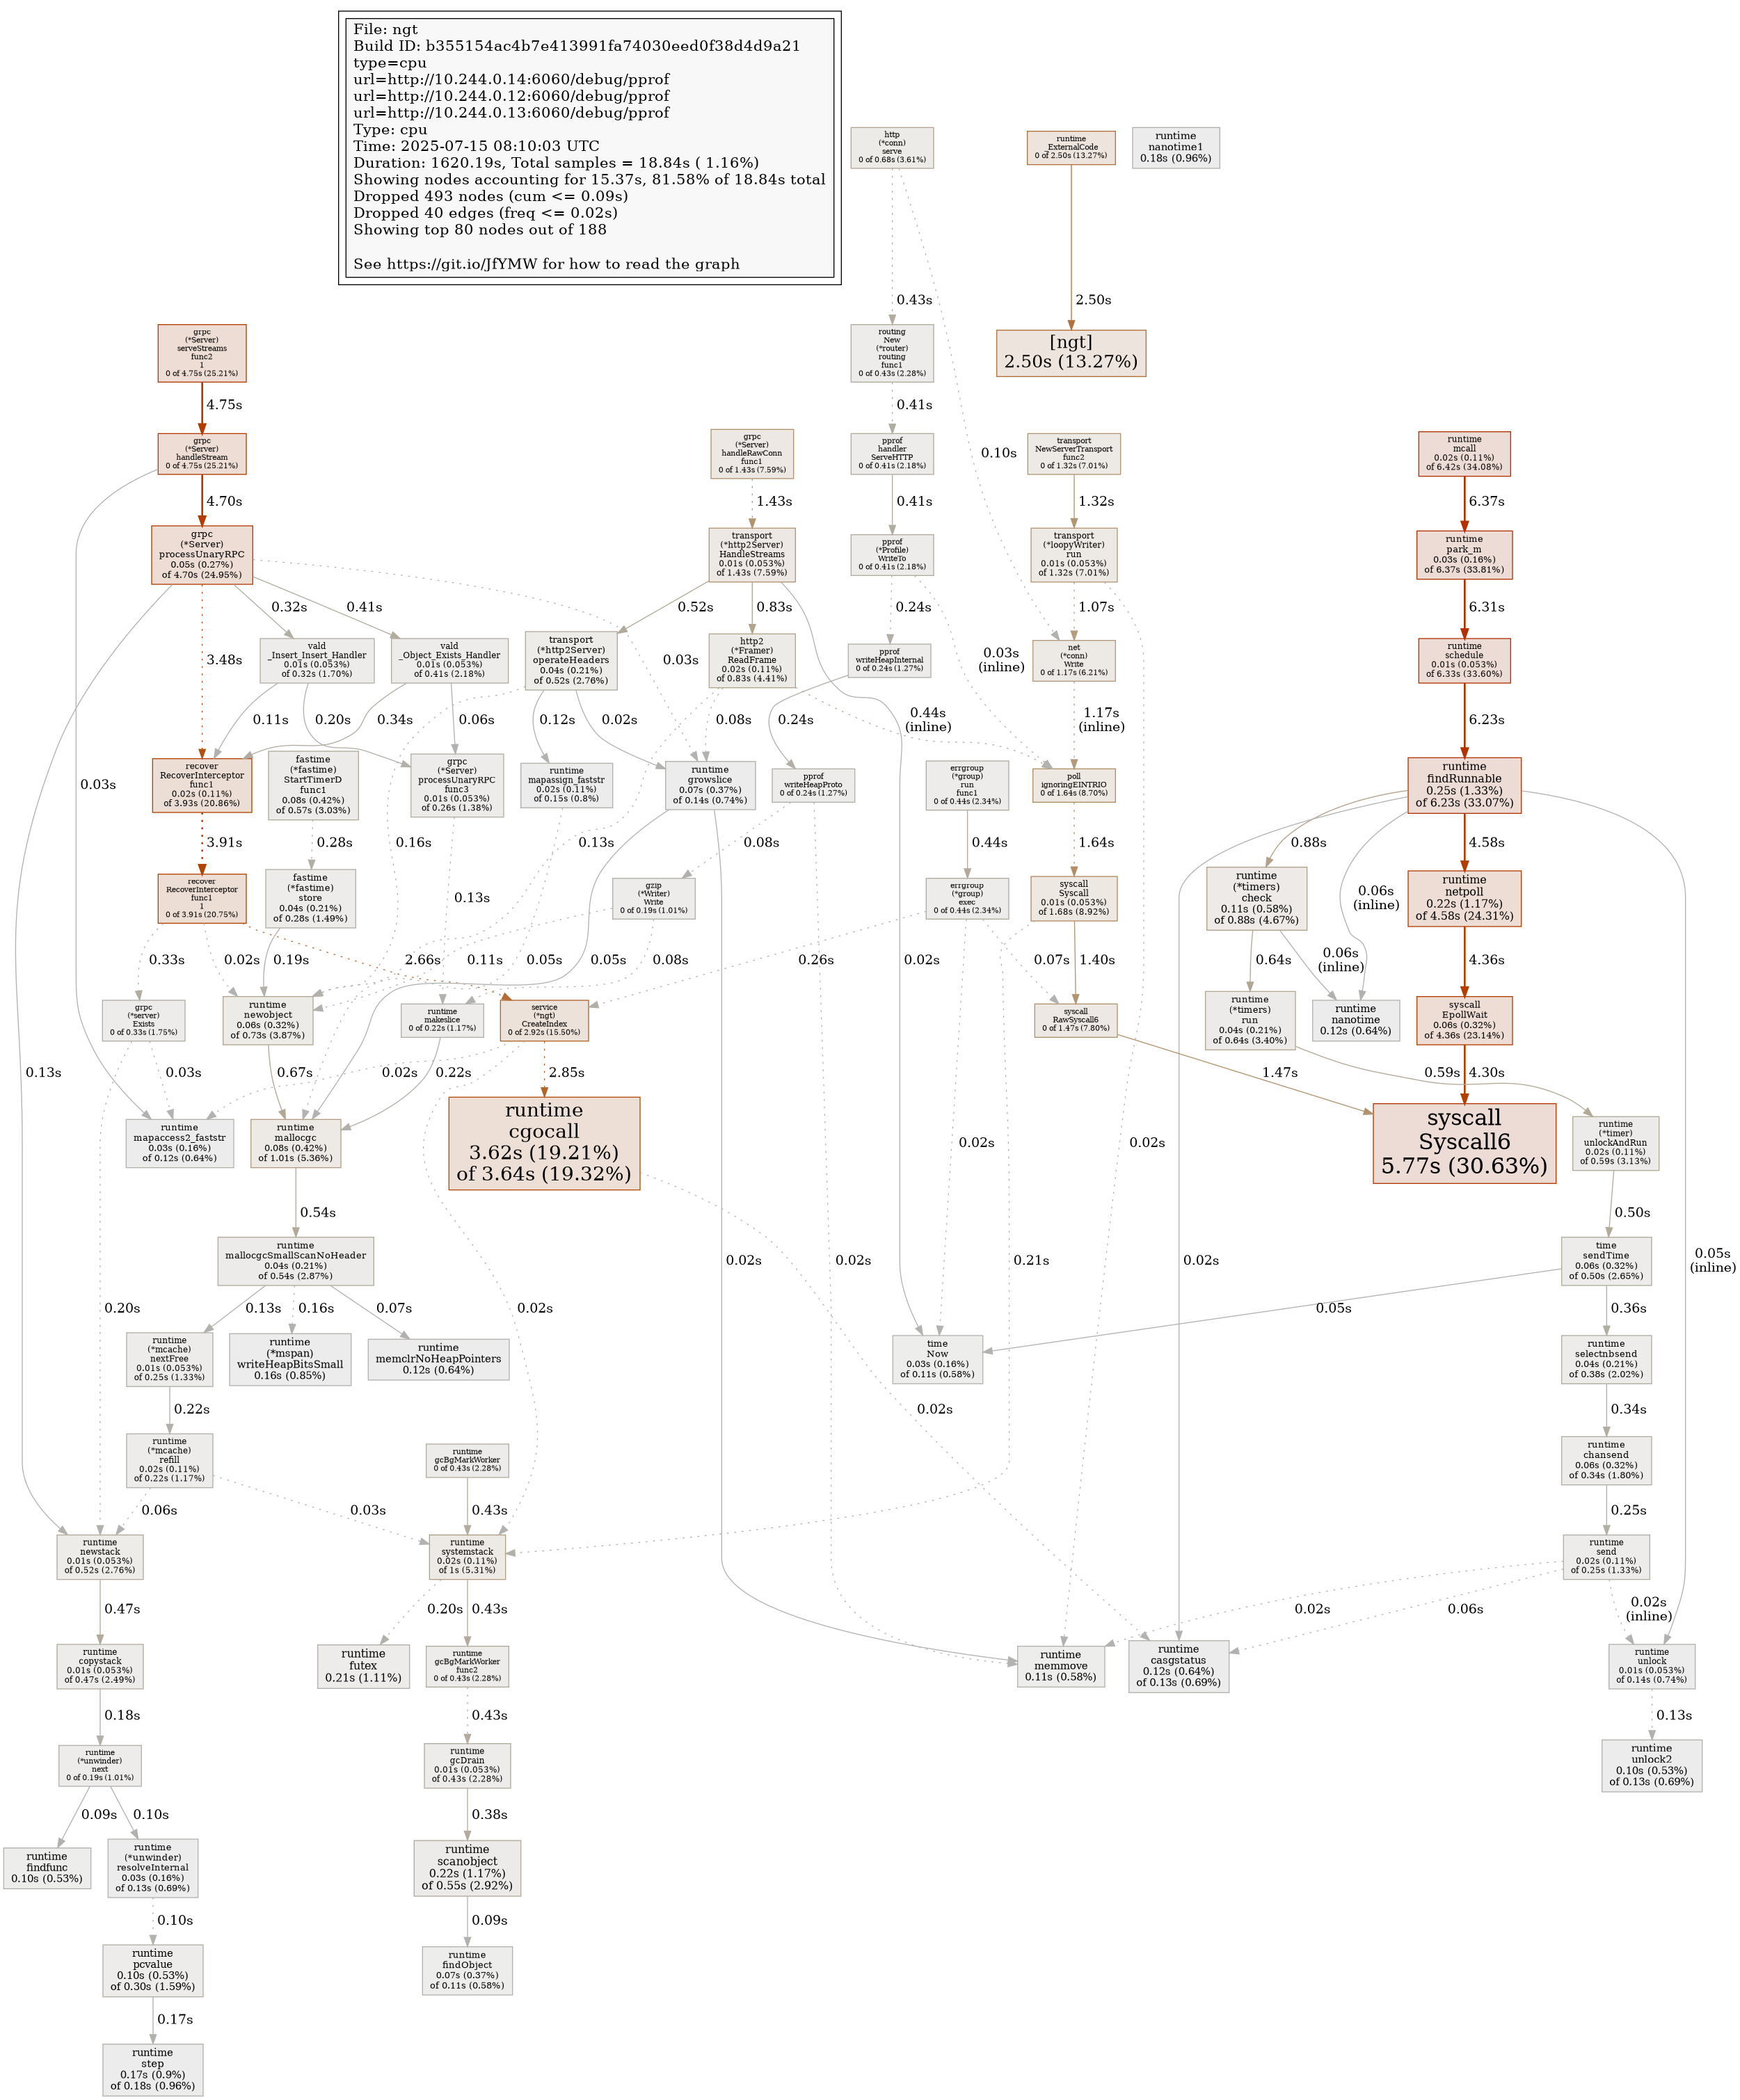 File: ngt
Build ID: b355154ac4b7e413991fa74030eed0f38d4d9a21
type=cpu
url=http://10.244.0.14:6060/debug/pprof
url=http://10.244.0.12:6060/debug/pprof
url=http://10.244.0.13:6060/debug/pprof
Type: cpu
Time: 2025-07-15 08:10:03 UTC
Duration: 1620.19s, Total samples = 18.84s ( 1.16%)
Showing nodes accounting for 15.37s, 81.58% of 18.84s total
Dropped 493 nodes (cum <= 0.09s)
Dropped 40 edges (freq <= 0.02s)
Showing top 80 nodes out of 188
See https://git.io/JfYMW for how to read the graph
http
(*conn)
serve
0 of 0.68s (3.61%)
runtime
_ExternalCode
0 of 2.50s (13.27%)
runtime
nanotime1
0.18s (0.96%)
0.43s
2.50s
grpc
(*Server)
serveStreams
func2
1
0 of 4.75s (25.21%)
routing
New
(*router)
routing
func1
0 of 0.43s (2.28%)
[ngt]
2.50s (13.27%)
4.75s
0.41s
grpc
(*Server)
handleStream
0 of 4.75s (25.21%)
grpc
(*Server)
handleRawConn
func1
0 of 1.43s (7.59%)
pprof
handler
ServeHTTP
0 of 0.41s (2.18%)
0.10s
transport
NewServerTransport
func2
0 of 1.32s (7.01%)
runtime
mcall
0.02s (0.11%)
of 6.42s (34.08%)
4.70s
1.43s
0.41s
1.32s
6.37s
grpc
(*Server)
processUnaryRPC
0.05s (0.27%)
of 4.70s (24.95%)
transport
(*http2Server)
HandleStreams
0.01s (0.053%)
of 1.43s (7.59%)
pprof
(*Profile)
WriteTo
0 of 0.41s (2.18%)
transport
(*loopyWriter)
run
0.01s (0.053%)
of 1.32s (7.01%)
runtime
park_m
0.03s (0.16%)
of 6.37s (33.81%)
0.32s
0.41s
0.52s
0.83s
0.24s
1.07s
6.31s
3.48s
vald
_Insert_Insert_Handler
0.01s (0.053%)
of 0.32s (1.70%)
vald
_Object_Exists_Handler
0.01s (0.053%)
of 0.41s (2.18%)
transport
(*http2Server)
operateHeaders
0.04s (0.21%)
of 0.52s (2.76%)
0.03s
http2
(*Framer)
ReadFrame
0.02s (0.11%)
of 0.83s (4.41%)
pprof
writeHeapInternal
0 of 0.24s (1.27%)
0.03s
(inline)
net
(*conn)
Write
0 of 1.17s (6.21%)
runtime
schedule
0.01s (0.053%)
of 6.33s (33.60%)
0.11s
0.20s
0.34s
0.06s
0.12s
0.02s
0.08s
0.24s
0.44s
(inline)
1.17s
(inline)
6.23s
0.03s
recover
RecoverInterceptor
func1
0.02s (0.11%)
of 3.93s (20.86%)
fastime
(*fastime)
StartTimerD
func1
0.08s (0.42%)
of 0.57s (3.03%)
grpc
(*Server)
processUnaryRPC
func3
0.01s (0.053%)
of 0.26s (1.38%)
runtime
mapassign_faststr
0.02s (0.11%)
of 0.15s (0.8%)
runtime
growslice
0.07s (0.37%)
of 0.14s (0.74%)
pprof
writeHeapProto
0 of 0.24s (1.27%)
errgroup
(*group)
run
func1
0 of 0.44s (2.34%)
poll
ignoringEINTRIO
0 of 1.64s (8.70%)
runtime
findRunnable
0.25s (1.33%)
of 6.23s (33.07%)
3.91s
0.28s
0.16s
0.13s
0.08s
0.44s
1.64s
0.88s
4.58s
recover
RecoverInterceptor
func1
1
0 of 3.91s (20.75%)
fastime
(*fastime)
store
0.04s (0.21%)
of 0.28s (1.49%)
0.13s
gzip
(*Writer)
Write
0 of 0.19s (1.01%)
errgroup
(*group)
exec
0 of 0.44s (2.34%)
syscall
Syscall
0.01s (0.053%)
of 1.68s (8.92%)
runtime
(*timers)
check
0.11s (0.58%)
of 0.88s (4.67%)
0.06s
(inline)
runtime
netpoll
0.22s (1.17%)
of 4.58s (24.31%)
0.33s
0.02s
0.19s
2.66s
0.11s
0.05s
0.05s
0.08s
0.26s
0.02s
0.07s
1.40s
0.64s
0.06s
(inline)
4.36s
grpc
(*server)
Exists
0 of 0.33s (1.75%)
runtime
newobject
0.06s (0.32%)
of 0.73s (3.87%)
runtime
makeslice
0 of 0.22s (1.17%)
service
(*ngt)
CreateIndex
0 of 2.92s (15.50%)
syscall
RawSyscall6
0 of 1.47s (7.80%)
runtime
(*timers)
run
0.04s (0.21%)
of 0.64s (3.40%)
runtime
nanotime
0.12s (0.64%)
syscall
EpollWait
0.06s (0.32%)
of 4.36s (23.14%)
0.13s
0.03s
0.67s
0.02s
0.22s
2.85s
1.47s
0.59s
4.30s
runtime
mapaccess2_faststr
0.03s (0.16%)
of 0.12s (0.64%)
runtime
mallocgc
0.08s (0.42%)
of 1.01s (5.36%)
runtime
cgocall
3.62s (19.21%)
of 3.64s (19.32%)
0.02s
0.02s
syscall
Syscall6
5.77s (30.63%)
runtime
(*timer)
unlockAndRun
0.02s (0.11%)
of 0.59s (3.13%)
0.54s
0.50s
runtime
mallocgcSmallScanNoHeader
0.04s (0.21%)
of 0.54s (2.87%)
0.02s
0.02s
0.21s
0.02s
time
sendTime
0.06s (0.32%)
of 0.50s (2.65%)
0.05s
(inline)
0.20s
0.13s
0.16s
0.07s
0.02s
0.05s
0.36s
runtime
(*mcache)
nextFree
0.01s (0.053%)
of 0.25s (1.33%)
runtime
(*mspan)
writeHeapBitsSmall
0.16s (0.85%)
runtime
memclrNoHeapPointers
0.12s (0.64%)
time
Now
0.03s (0.16%)
of 0.11s (0.58%)
runtime
selectnbsend
0.04s (0.21%)
of 0.38s (2.02%)
0.22s
0.02s
0.34s
runtime
(*mcache)
refill
0.02s (0.11%)
of 0.22s (1.17%)
runtime
gcBgMarkWorker
0 of 0.43s (2.28%)
runtime
chansend
0.06s (0.32%)
of 0.34s (1.80%)
0.06s
0.03s
0.43s
0.25s
runtime
newstack
0.01s (0.053%)
of 0.52s (2.76%)
runtime
systemstack
0.02s (0.11%)
of 1s (5.31%)
runtime
send
0.02s (0.11%)
of 0.25s (1.33%)
0.47s
0.20s
0.43s
0.02s
0.06s
0.02s
(inline)
runtime
copystack
0.01s (0.053%)
of 0.47s (2.49%)
runtime
futex
0.21s (1.11%)
runtime
gcBgMarkWorker
func2
0 of 0.43s (2.28%)
runtime
memmove
0.11s (0.58%)
runtime
casgstatus
0.12s (0.64%)
of 0.13s (0.69%)
runtime
unlock
0.01s (0.053%)
of 0.14s (0.74%)
0.18s
0.43s
0.13s
runtime
(*unwinder)
next
0 of 0.19s (1.01%)
runtime
gcDrain
0.01s (0.053%)
of 0.43s (2.28%)
runtime
unlock2
0.10s (0.53%)
of 0.13s (0.69%)
0.09s
0.10s
0.38s
runtime
findfunc
0.10s (0.53%)
runtime
(*unwinder)
resolveInternal
0.03s (0.16%)
of 0.13s (0.69%)
runtime
scanobject
0.22s (1.17%)
of 0.55s (2.92%)
0.10s
0.09s
runtime
pcvalue
0.10s (0.53%)
of 0.30s (1.59%)
runtime
findObject
0.07s (0.37%)
of 0.11s (0.58%)
0.17s
runtime
step
0.17s (0.9%)
of 0.18s (0.96%)